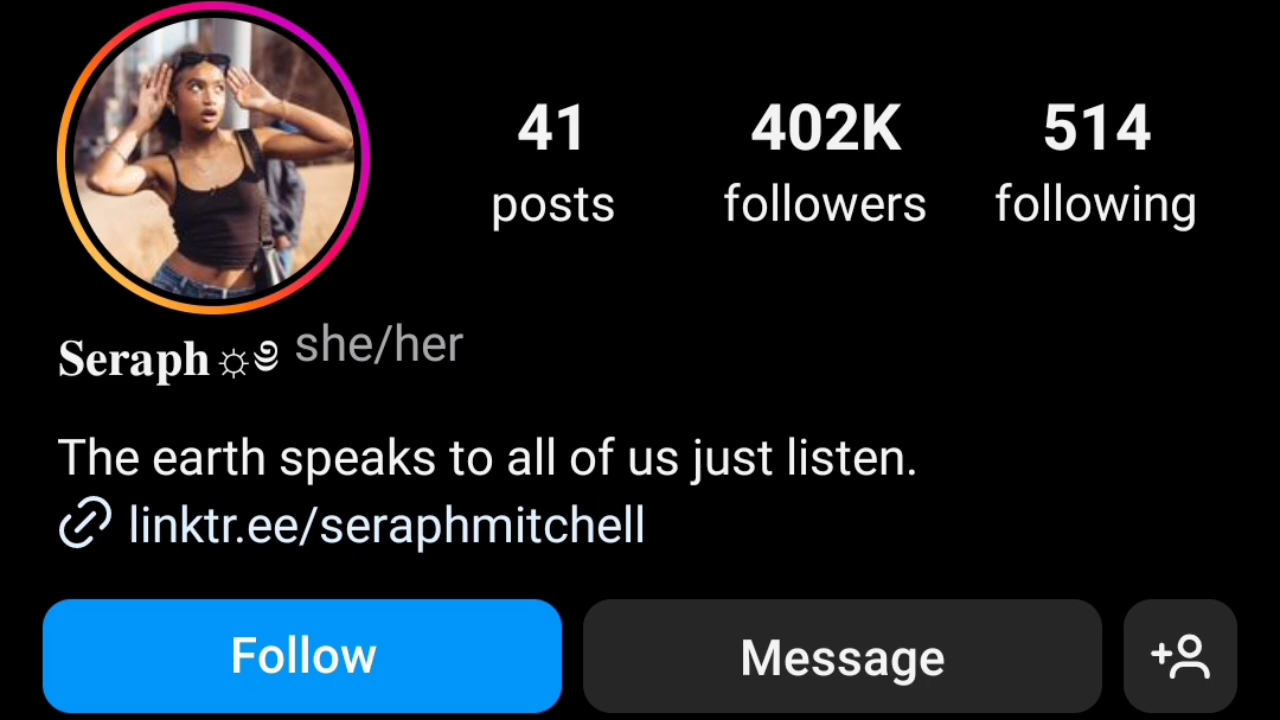 41 402K 514
posts followers following
Seraph☼୨ she/her
The earth speaks to all of us just listen.
linktr.ee/seraphmitchell
Follow Message